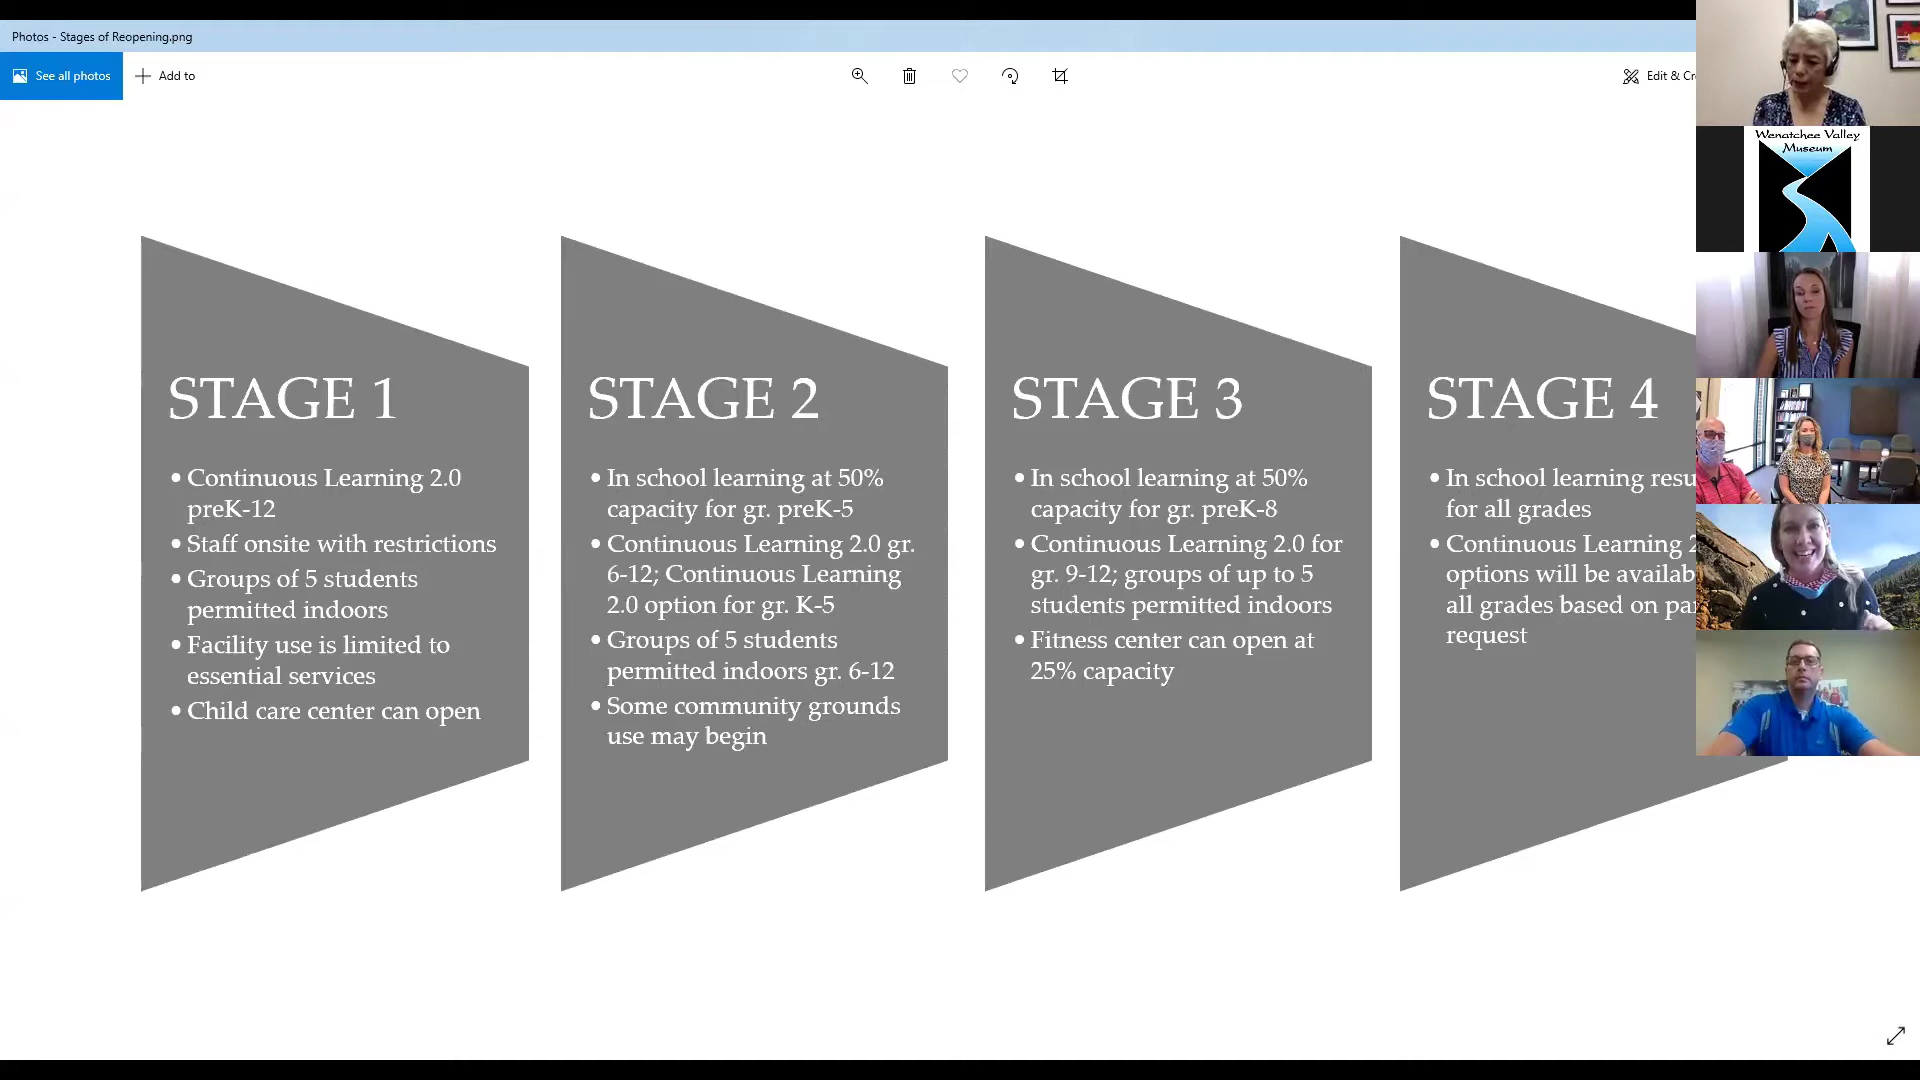 Photos - Stages of Reopening.png
See all photos
Add to
Edit & Cr
Wenatchee Valley
Museum
STAGE 1
• Continuous Learning 2.0
preK-12
• Staff onsite with restrictions
• Groups of 5 students
permitted indoors
• Facility use is limited to
essential services
• Child care center can open
STAGE 2
• In school learning at 50%
capacity for gr. preK-5
• Continuous Learning 2.0 gr.
6-12; Continuous Learning
2.0 option for gr. K-5
• Groups of 5 students
permitted indoors gr. 6-12
• Some community grounds
use may begin
STAGE 3
• In school learning at 50%
capacity for gr. preK-8
• Continuous Learning 2.0 for
gr. 9-12; groups of up to 5
students permitted indoors
• Fitness center can open at
25% capacity
STAGE 4
• In school learning resu
for all grades
• Continuous Learning 2
options will be availab
all grades based on pa
request